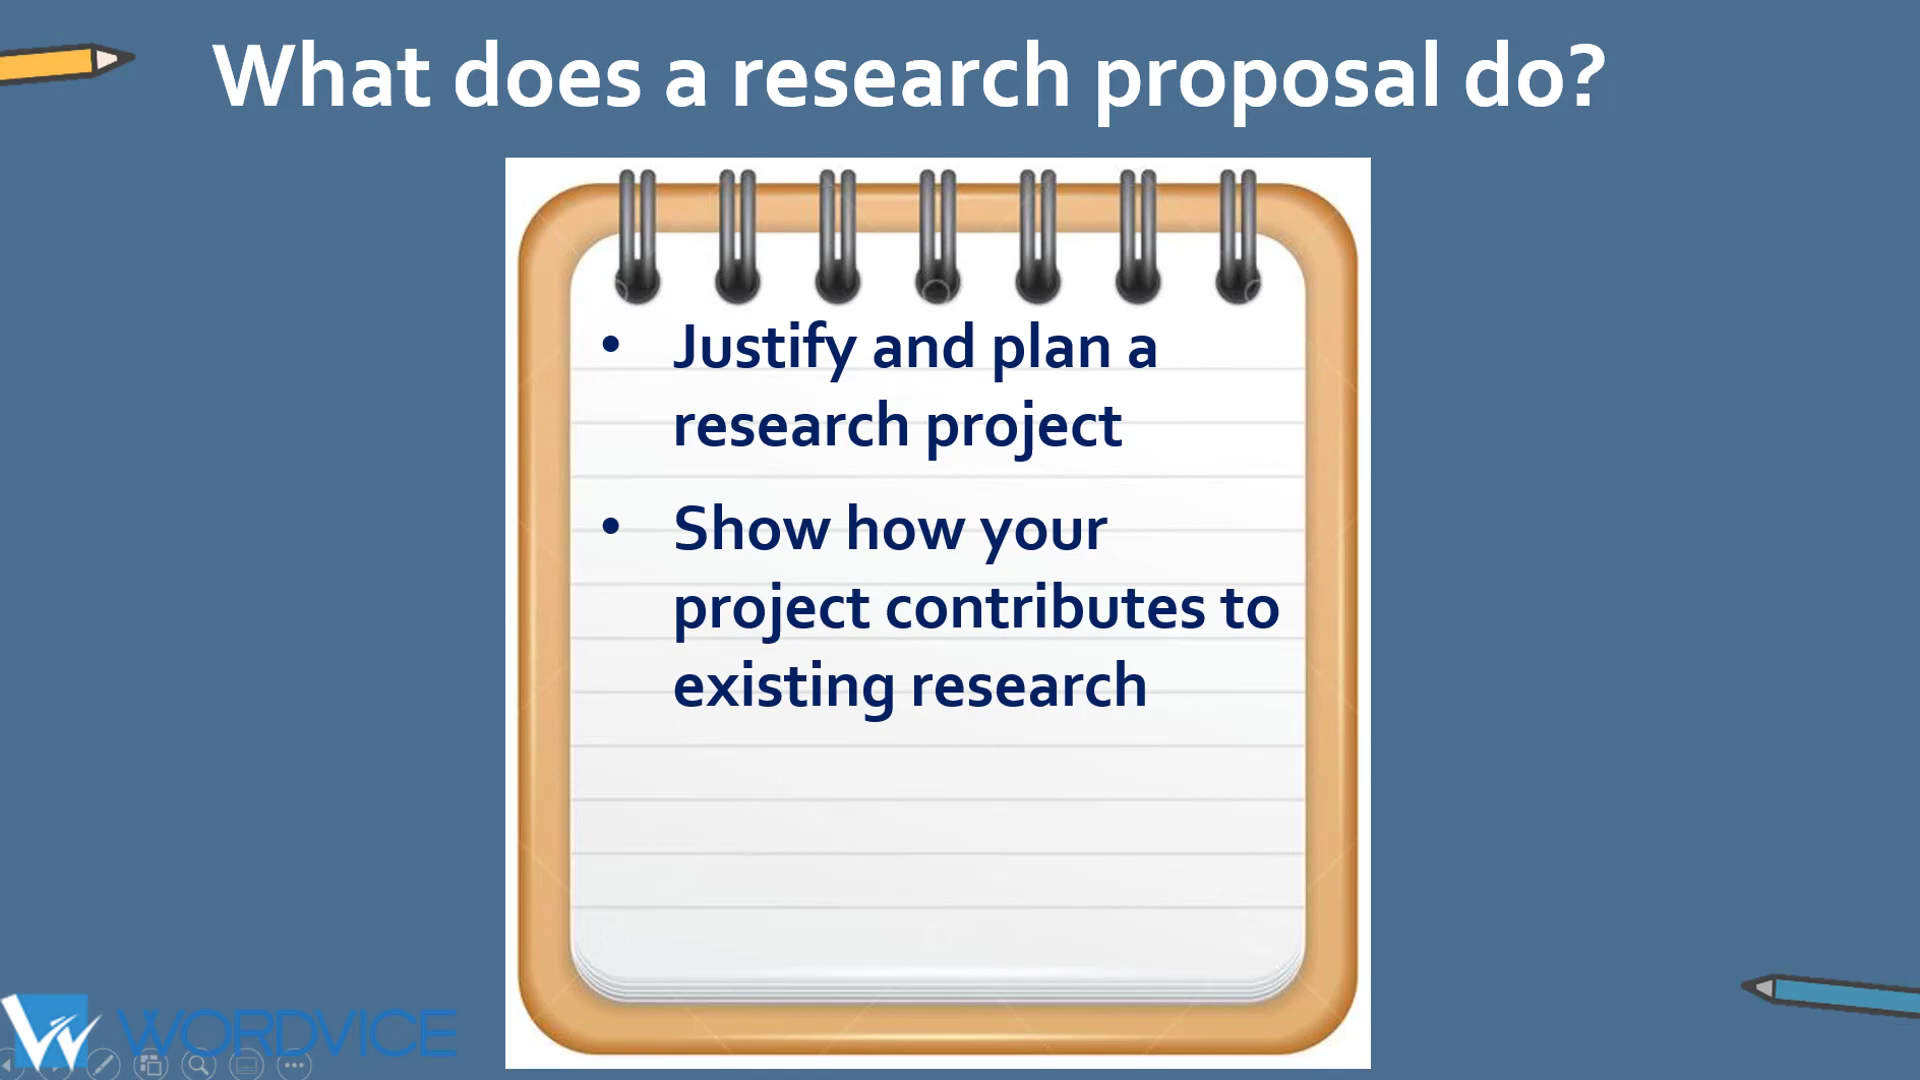 What does a research proposal do?
• Justify and plan a
research project
• Show how your
project contributes to
existing research
WORDVICE